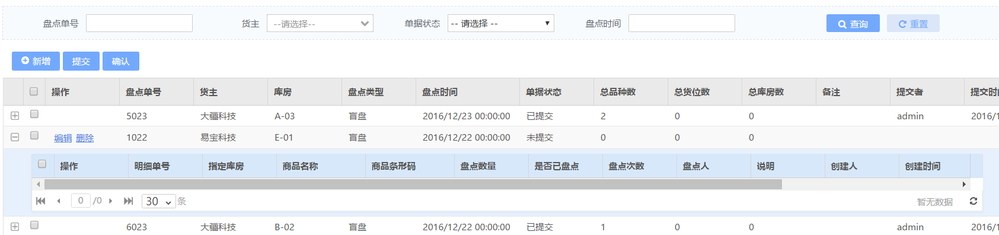 盘点单号 货主 --请选择-- 单据状态 -- 请选择 -- 盘点时间 查询 重置
新增 提交 确认
操作 盘点单号 货主 库房 盘点类型 盘点时间 单据状态 总品种数 总货位数 总库房数 备注 提交者 提交时间
5023 大疆科技 A-03 盲盘 2016/12/23 00:00:00 已提交 2 0 0 admin 2016/1
编辑 删除 1022 易宝科技 E-01 盲盘 2016/12/22 00:00:00 未提交 0 0 0
操作 明细单号 指定库房 商品名称 商品条形码 盘点数量 是否已盘点 盘点次数 盘点人 说明 创建人 创建时间
0 /0 30 条 暂无数据
6023 大疆科技 B-02 盲盘 2016/12/22 00:00:00 已提交 1 0 0 admin 2016/1